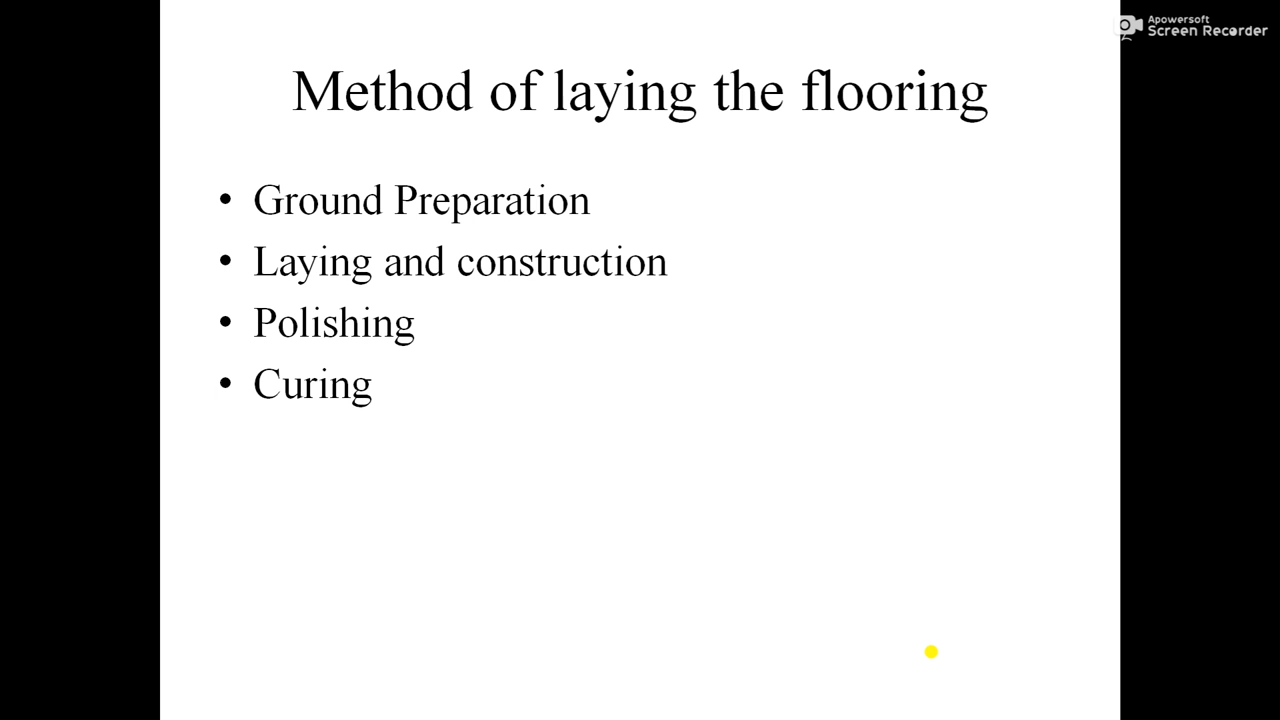 Apowersoft
Screen Recorder
Method of laying the flooring
• Ground Preparation
• Laying and construction
• Polishing
• Curing